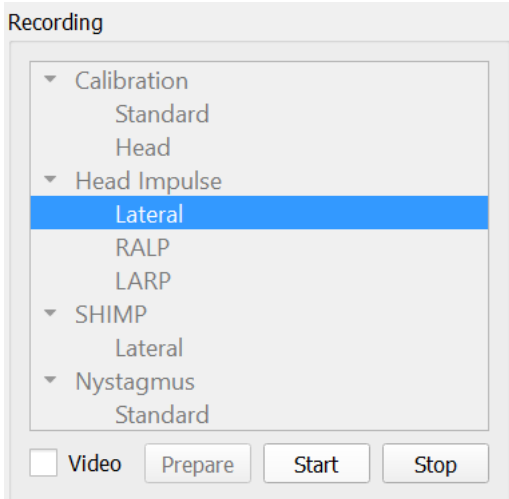 Recording
Calibration
Standard
Head
Head Impulse
Lateral
RALP
LARP
SHIMP
Lateral
Nystagmus
Standard
Video Prepare Start Stop